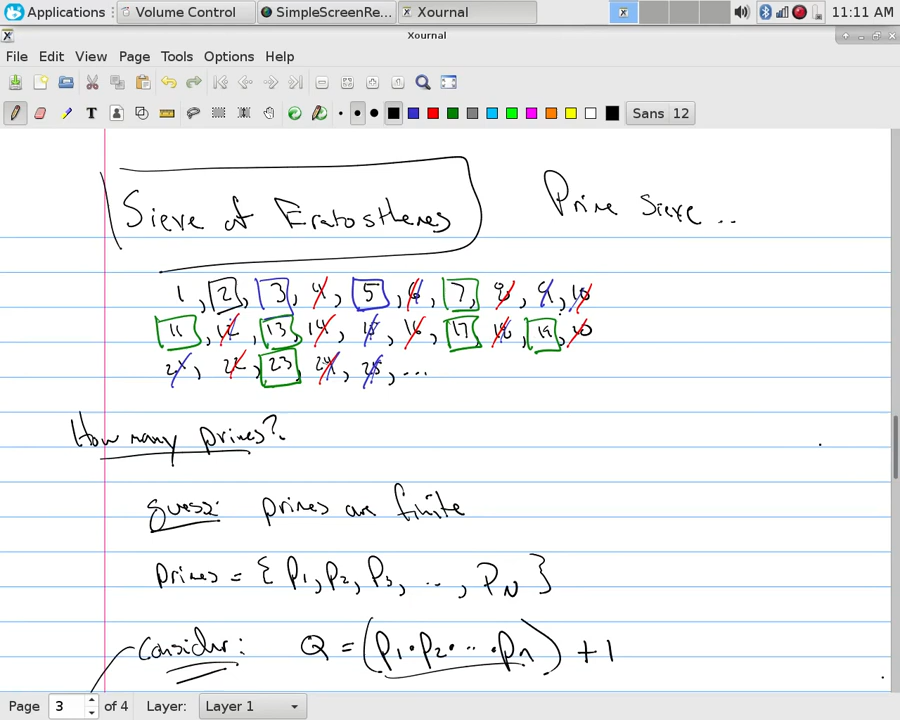 Applications Volume Control SimpleScreenRe... Xournal 11:11 AM
Xournal
File Edit View Page Tools Options Help
Sans 12
Sieve of Eratosthenes
Prime sieve ...
1, 2, 3, 4, 5, 6, 7, 8, 9, 10
11, 12, 13, 14, 15, 16, 17, 18, 19, 20
21, 22, 23, 24, 25, ...
How many primes?
guess: primes are finite
primes = { p1, p2, p3, ..., pN }
Consider: Q = (p1·p2· ... ·pn) + 1
Page 3 of 4 Layer: Layer 1